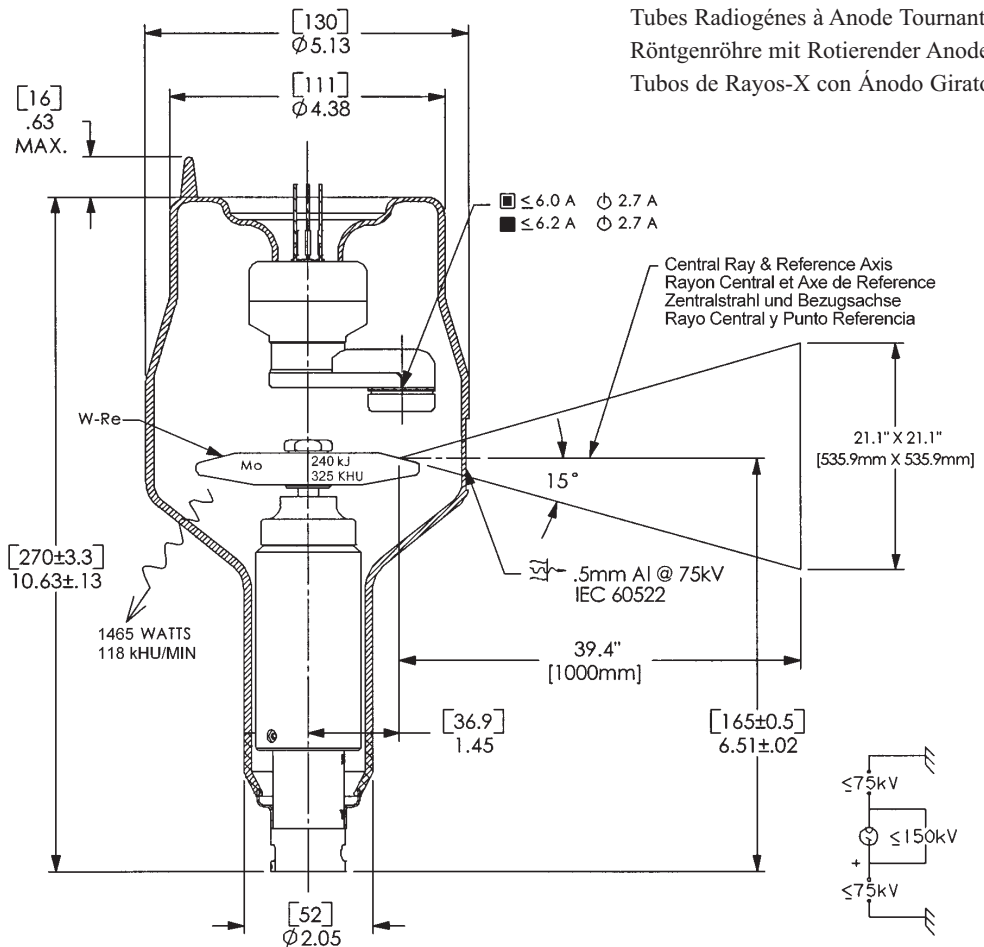 Tubes Radiogénes à Anode Tournant
Röntgenröhre mit Rotierender Anode
Tubos de Rayos-X con Ánodo Girato
[130]
Ø5.13
[111]
Ø4.38
[16]
.63
MAX.
≤6.0 A 2.7 A
≤6.2 A 2.7 A
Central Ray & Reference Axis
Rayon Central et Axe de Reference
Zentralstrahl und Bezugsachse
Rayo Central y Punto Referencia
W-Re
Mo
240 kJ
325 KHU
15°
21.1" X 21.1"
[535.9mm X 535.9mm]
[270±3.3]
10.63±.13
.5mm Al @ 75kV
IEC 60522
1465 WATTS
118 kHU/MIN
39.4"
[1000mm]
[36.9]
1.45
[165±0.5]
6.51±.02
≤75kV
≤150kV
+
≤75kV
[52]
Ø2.05